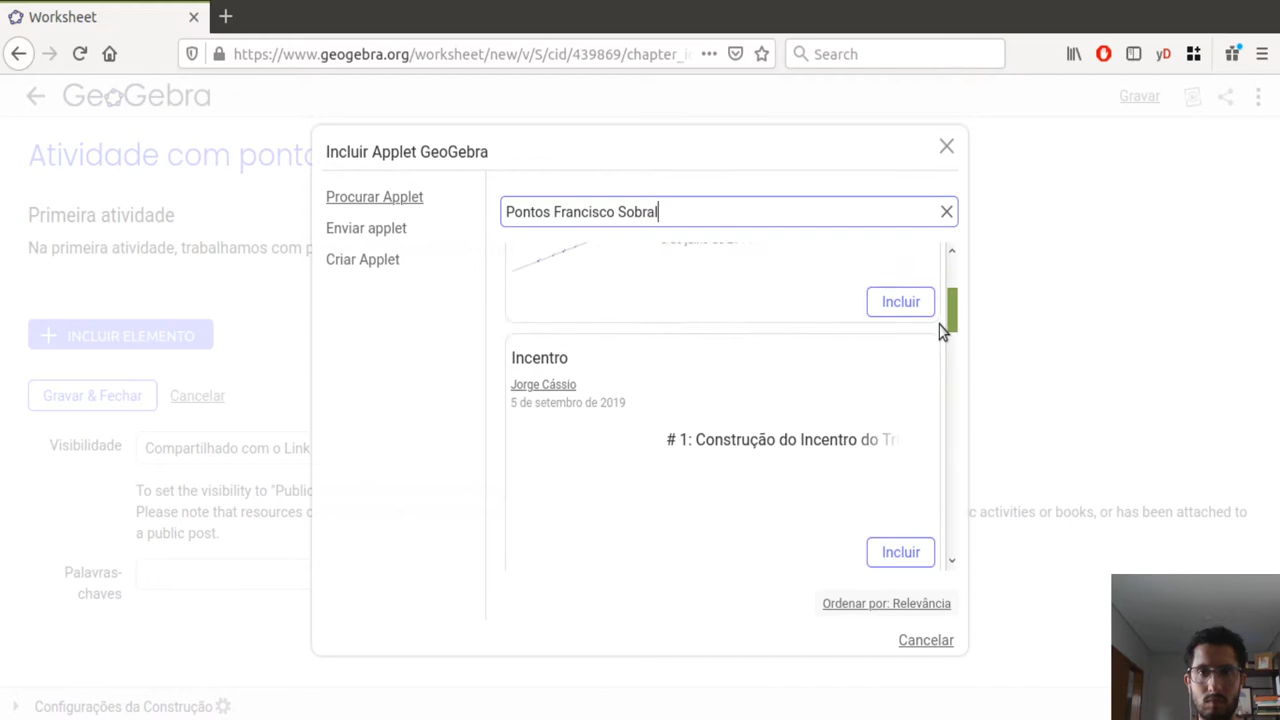 Worksheet
https://www.geogebra.org/worksheet/new/v/S/cid/439869/chapter_i
Search
GeoGebra
Gravar
Atividade com ponto
Primeira atividade
Na primeira atividade, trabalhamos com p
INCLUIR ELEMENTO
Gravar & Fechar
Cancelar
Visibilidade
Compartilhado com o Link
To set the visibility to "Public
Please note that resources
c activities or books, or has been attached to
a public post.
Palavras-
chaves
Configurações da Construção
Incluir Applet GeoGebra
Procurar Applet
Enviar applet
Criar Applet
Pontos Francisco Sobral
Incluir
Incentro
Jorge Cássio
5 de setembro de 2019
# 1: Construção do Incentro do Tri
Incluir
Ordenar por: Relevância
Cancelar